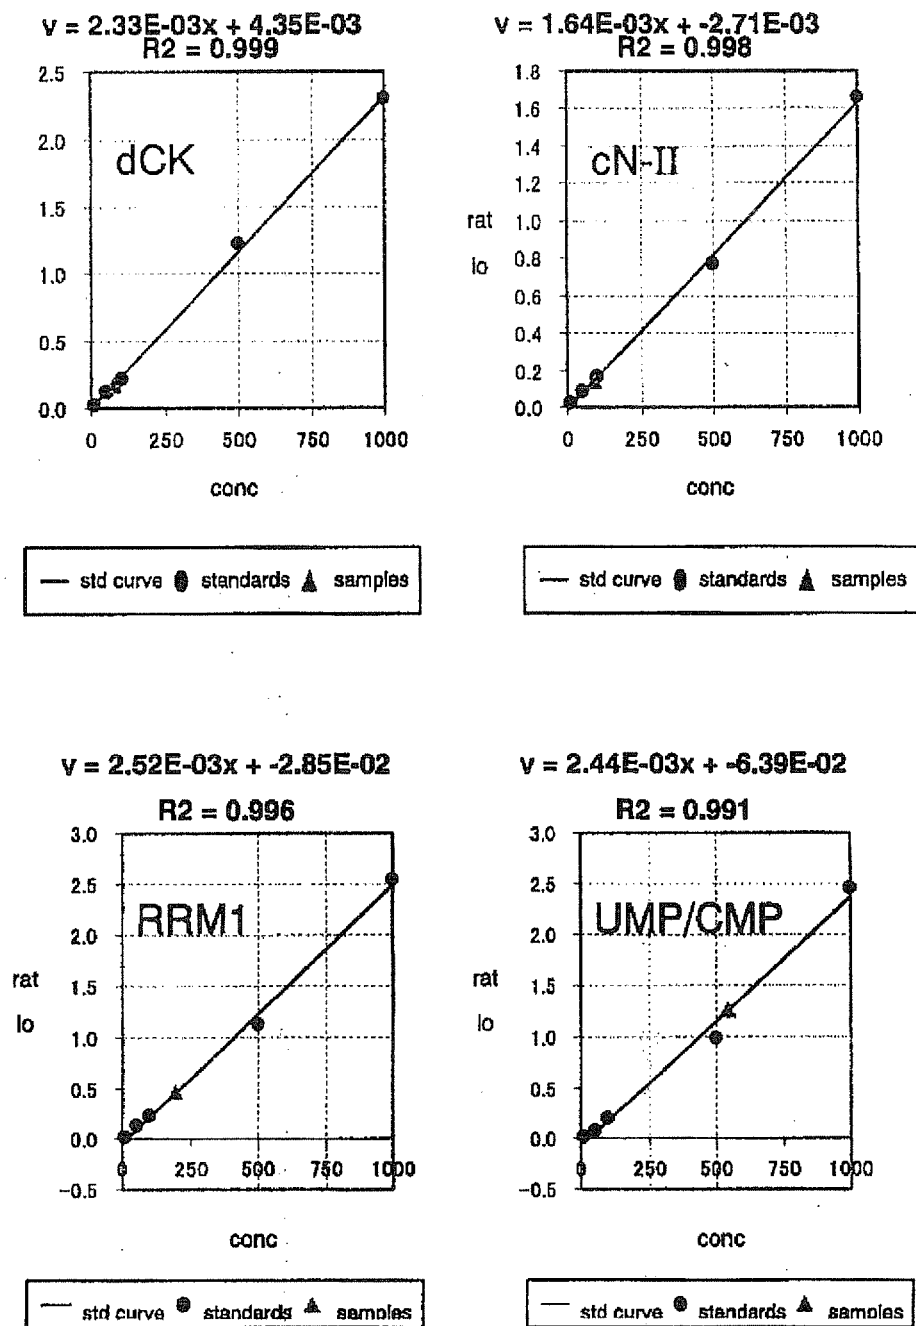 v = 2.33E-03x + 4.35E-03
R2 = 0.999
2.5
2.0
1.5
1.0
0.5
0.0
dCK
0 250 500 750 1000
conc
std curve standards samples
v = 1.64E-03x + -2.71E-03
R2 = 0.998
1.8
1.6
1.4
1.2
1.0
0.8
0.6
0.4
0.2
0.0
rat
io
cN-II
0 250 500 750 1000
conc
std curve standards samples
v = 2.52E-03x + -2.85E-02
R2 = 0.996
3.0
2.5
2.0
1.5
1.0
0.5
0.0
-0.5
rat
io
RRM1
0 250 500 750 1000
conc
std curve standards samples
v = 2.44E-03x + -6.39E-02
R2 = 0.991
3.0
2.5
2.0
1.5
1.0
0.5
0.0
-0.5
rat
io
UMP/CMP
0 250 500 750 1000
conc
std curve standards samples